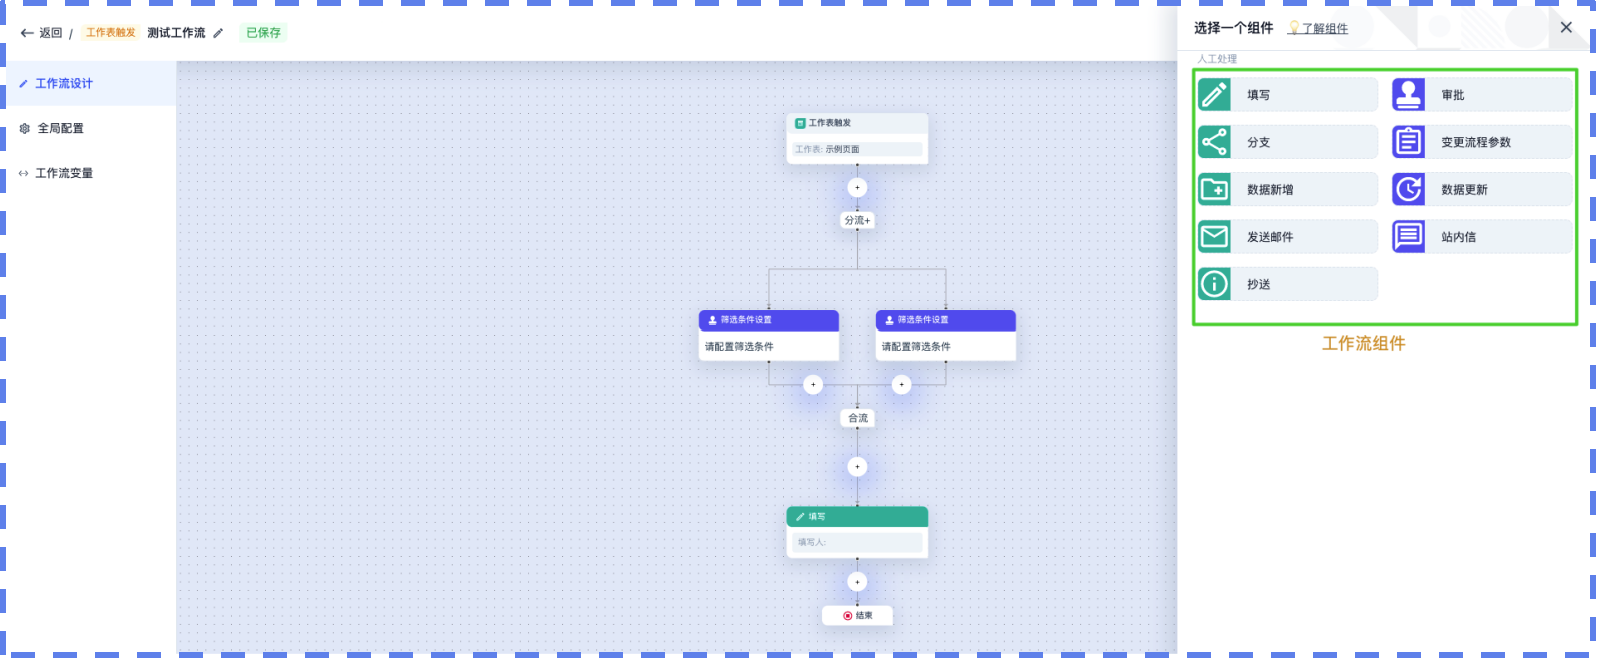 返回 / 工作表触发 测试工作流 已保存
工作流设计
全局配置
工作流变量
工作表触发
工作表: 示例页面
分流+
筛选条件设置
请配置筛选条件
筛选条件设置
请配置筛选条件
合流
填写
填写人:
结束
选择一个组件 了解组件
人工处理
填写
审批
分支
变更流程参数
数据新增
数据更新
发送邮件
站内信
抄送
工作流组件